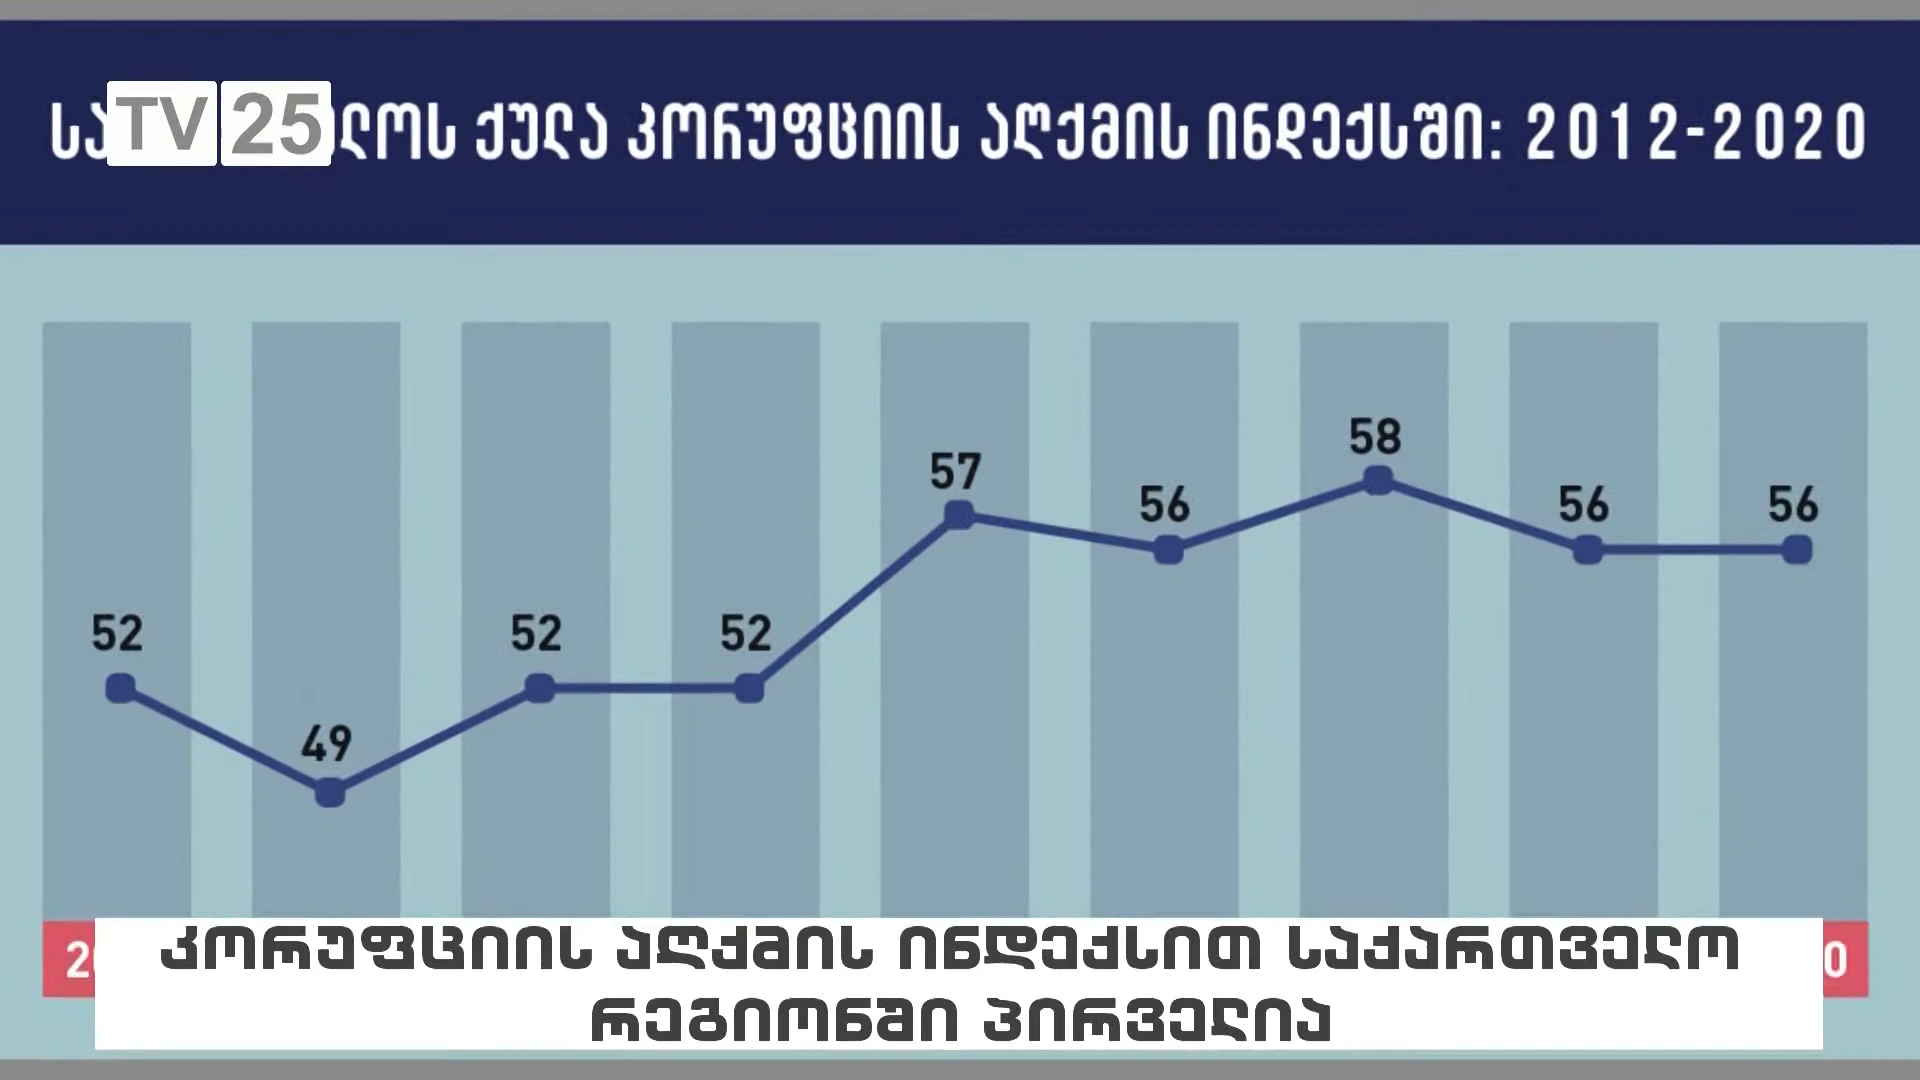 TV 25
ქულა კორუფციის აღქმის ინდექსში: 2012-2020
52 49 52 52 57 56 58 56 56
კორუფციის აღქმის ინდექსით საქართველო
რეგიონში პირველია